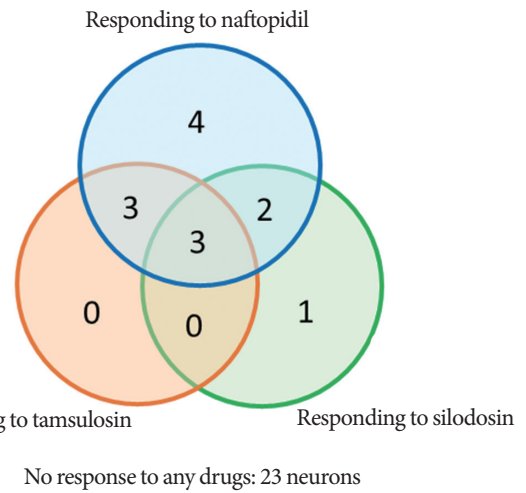 Responding to naftopidil
4
3
2
3
0
0
1
to tamsulosin
Responding to silodosin
No response to any drugs: 23 neurons